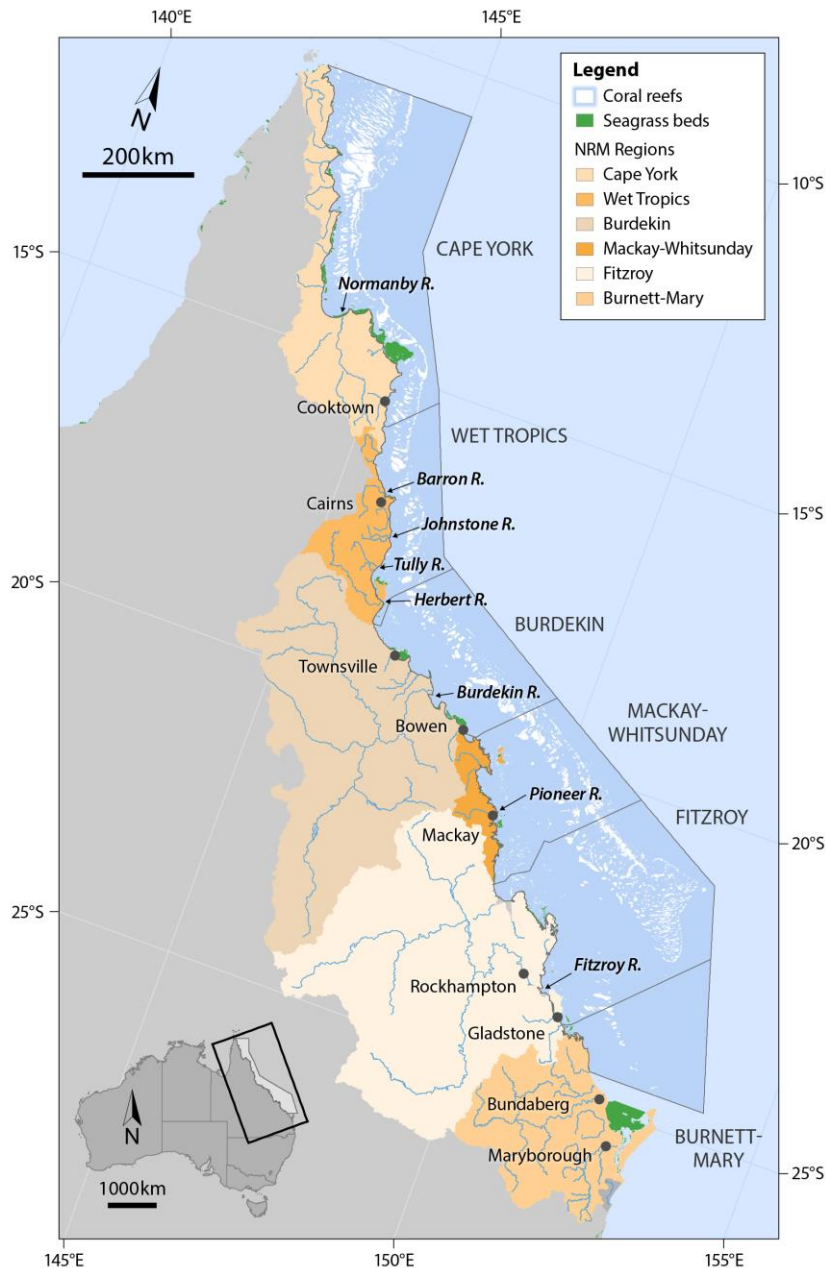 140°E
145°E
N
200km
Legend
Coral reefs
Seagrass beds
NRM Regions
Cape York
Wet Tropics
Burdekin
Mackay-Whitsunday
Fitzroy
Burnett-Mary
10°S
15°S
CAPE YORK
Normanby R.
Cooktown
WET TROPICS
Barron R.
Cairns
15°S
Johnstone R.
Tully R.
20°S
Herbert R.
BURDEKIN
Townsville
Burdekin R.
MACKAY-
WHITSUNDAY
Bowen
Pioneer R.
FITZROY
Mackay
20°S
25°S
Fitzroy R.
Rockhampton
Gladstone
Bundaberg
N
BURNETT-
MARY
Maryborough
25°S
1000km
145°E
150°E
155°E